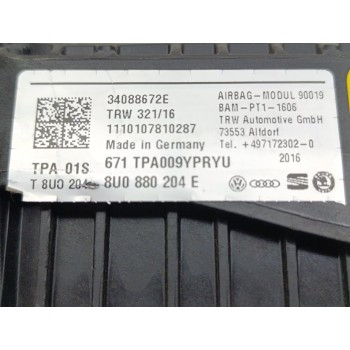 34088672E
TRW 321/16
1110107810287
AIRBAG-MODUL 90019
BAM-PT1-1606
TRW Automotive GmbH
73553 Alfdorf
Tel. +497172302-0
2016
TPA 01S 671 TPA009YPRYU
Made in Germany
T 8U0 204 8U0 880 204 E